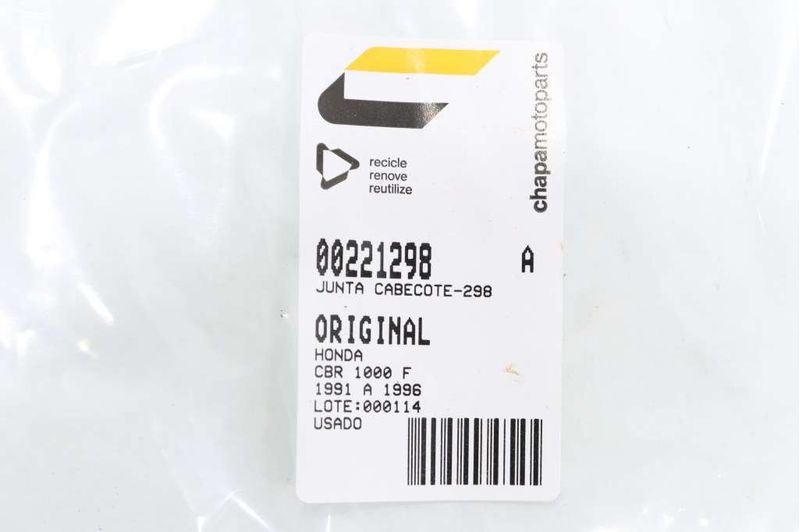 chapamotoparts
recicle
renove
reutilize
00221298 A
JUNTA CABECOTE-298
ORIGINAL
HONDA
CBR 1000 F
1991 A 1996
LOTE:000114
USADO